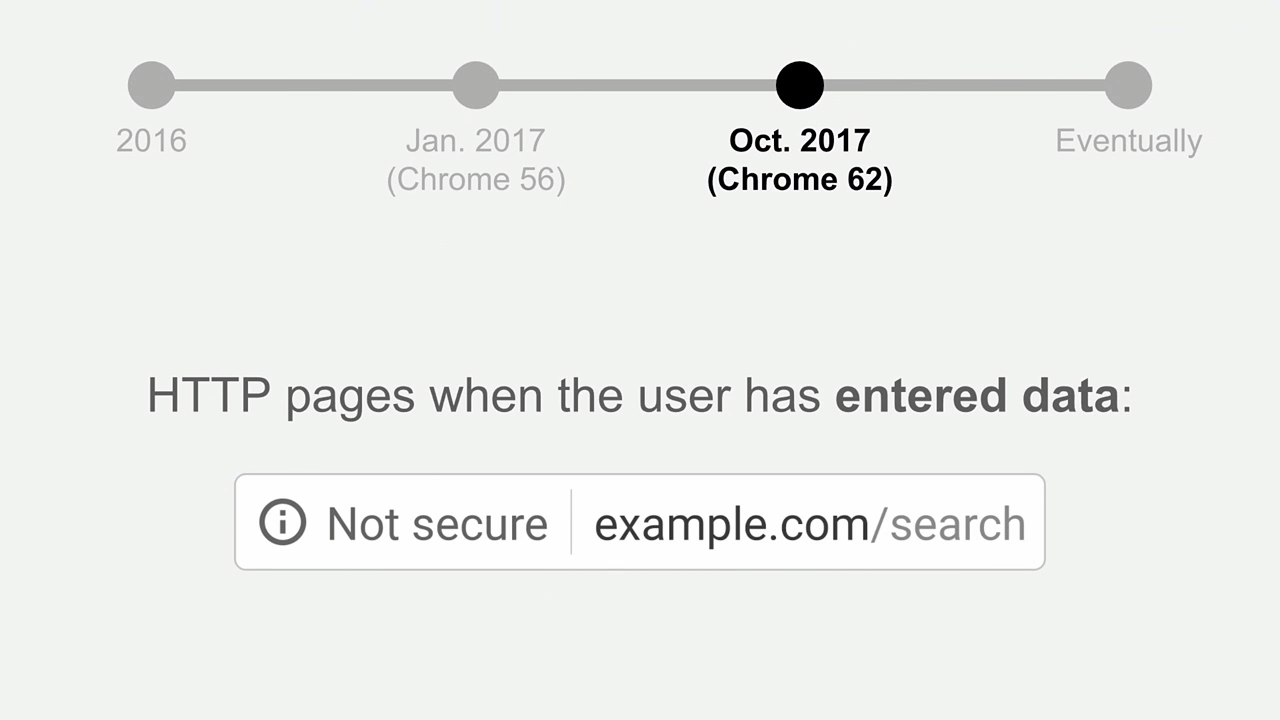 2016
Jan. 2017
(Chrome 56)
Oct. 2017
(Chrome 62)
Eventually
HTTP pages when the user has entered data:
Not secure
example.com/search